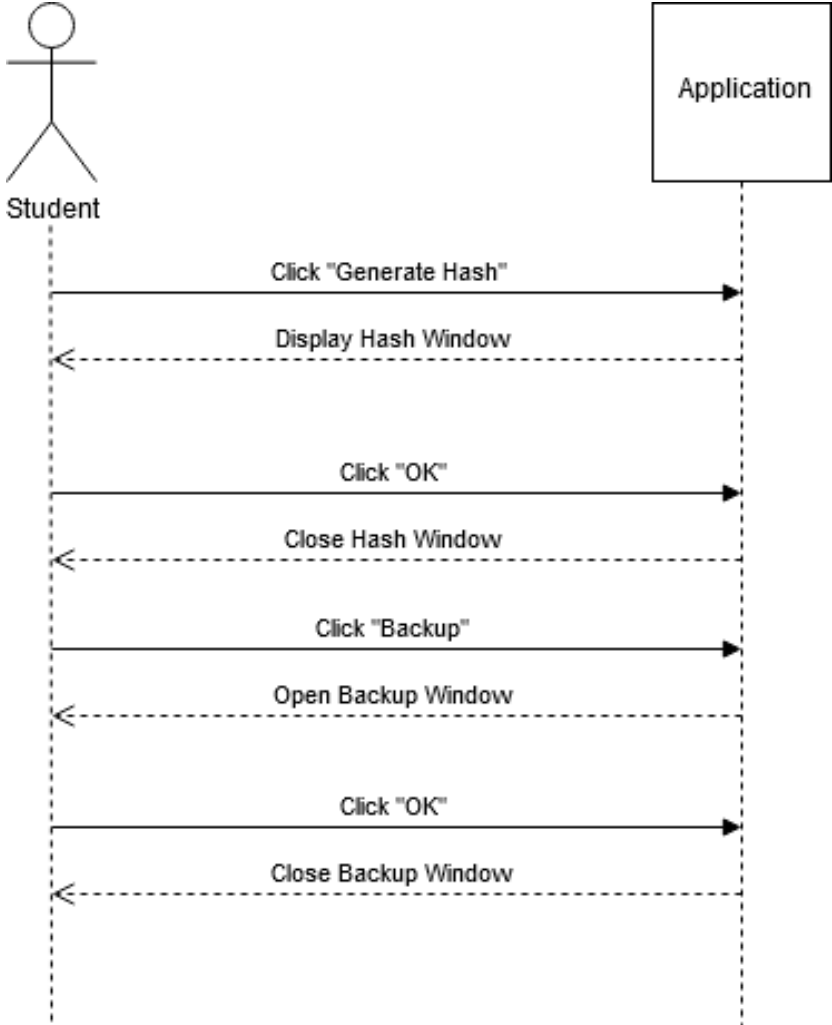 Application
Student
Click "Generate Hash"
Display Hash Window
Click "OK"
Close Hash Window
Click "Backup"
Open Backup Window
Click "OK"
Close Backup Window